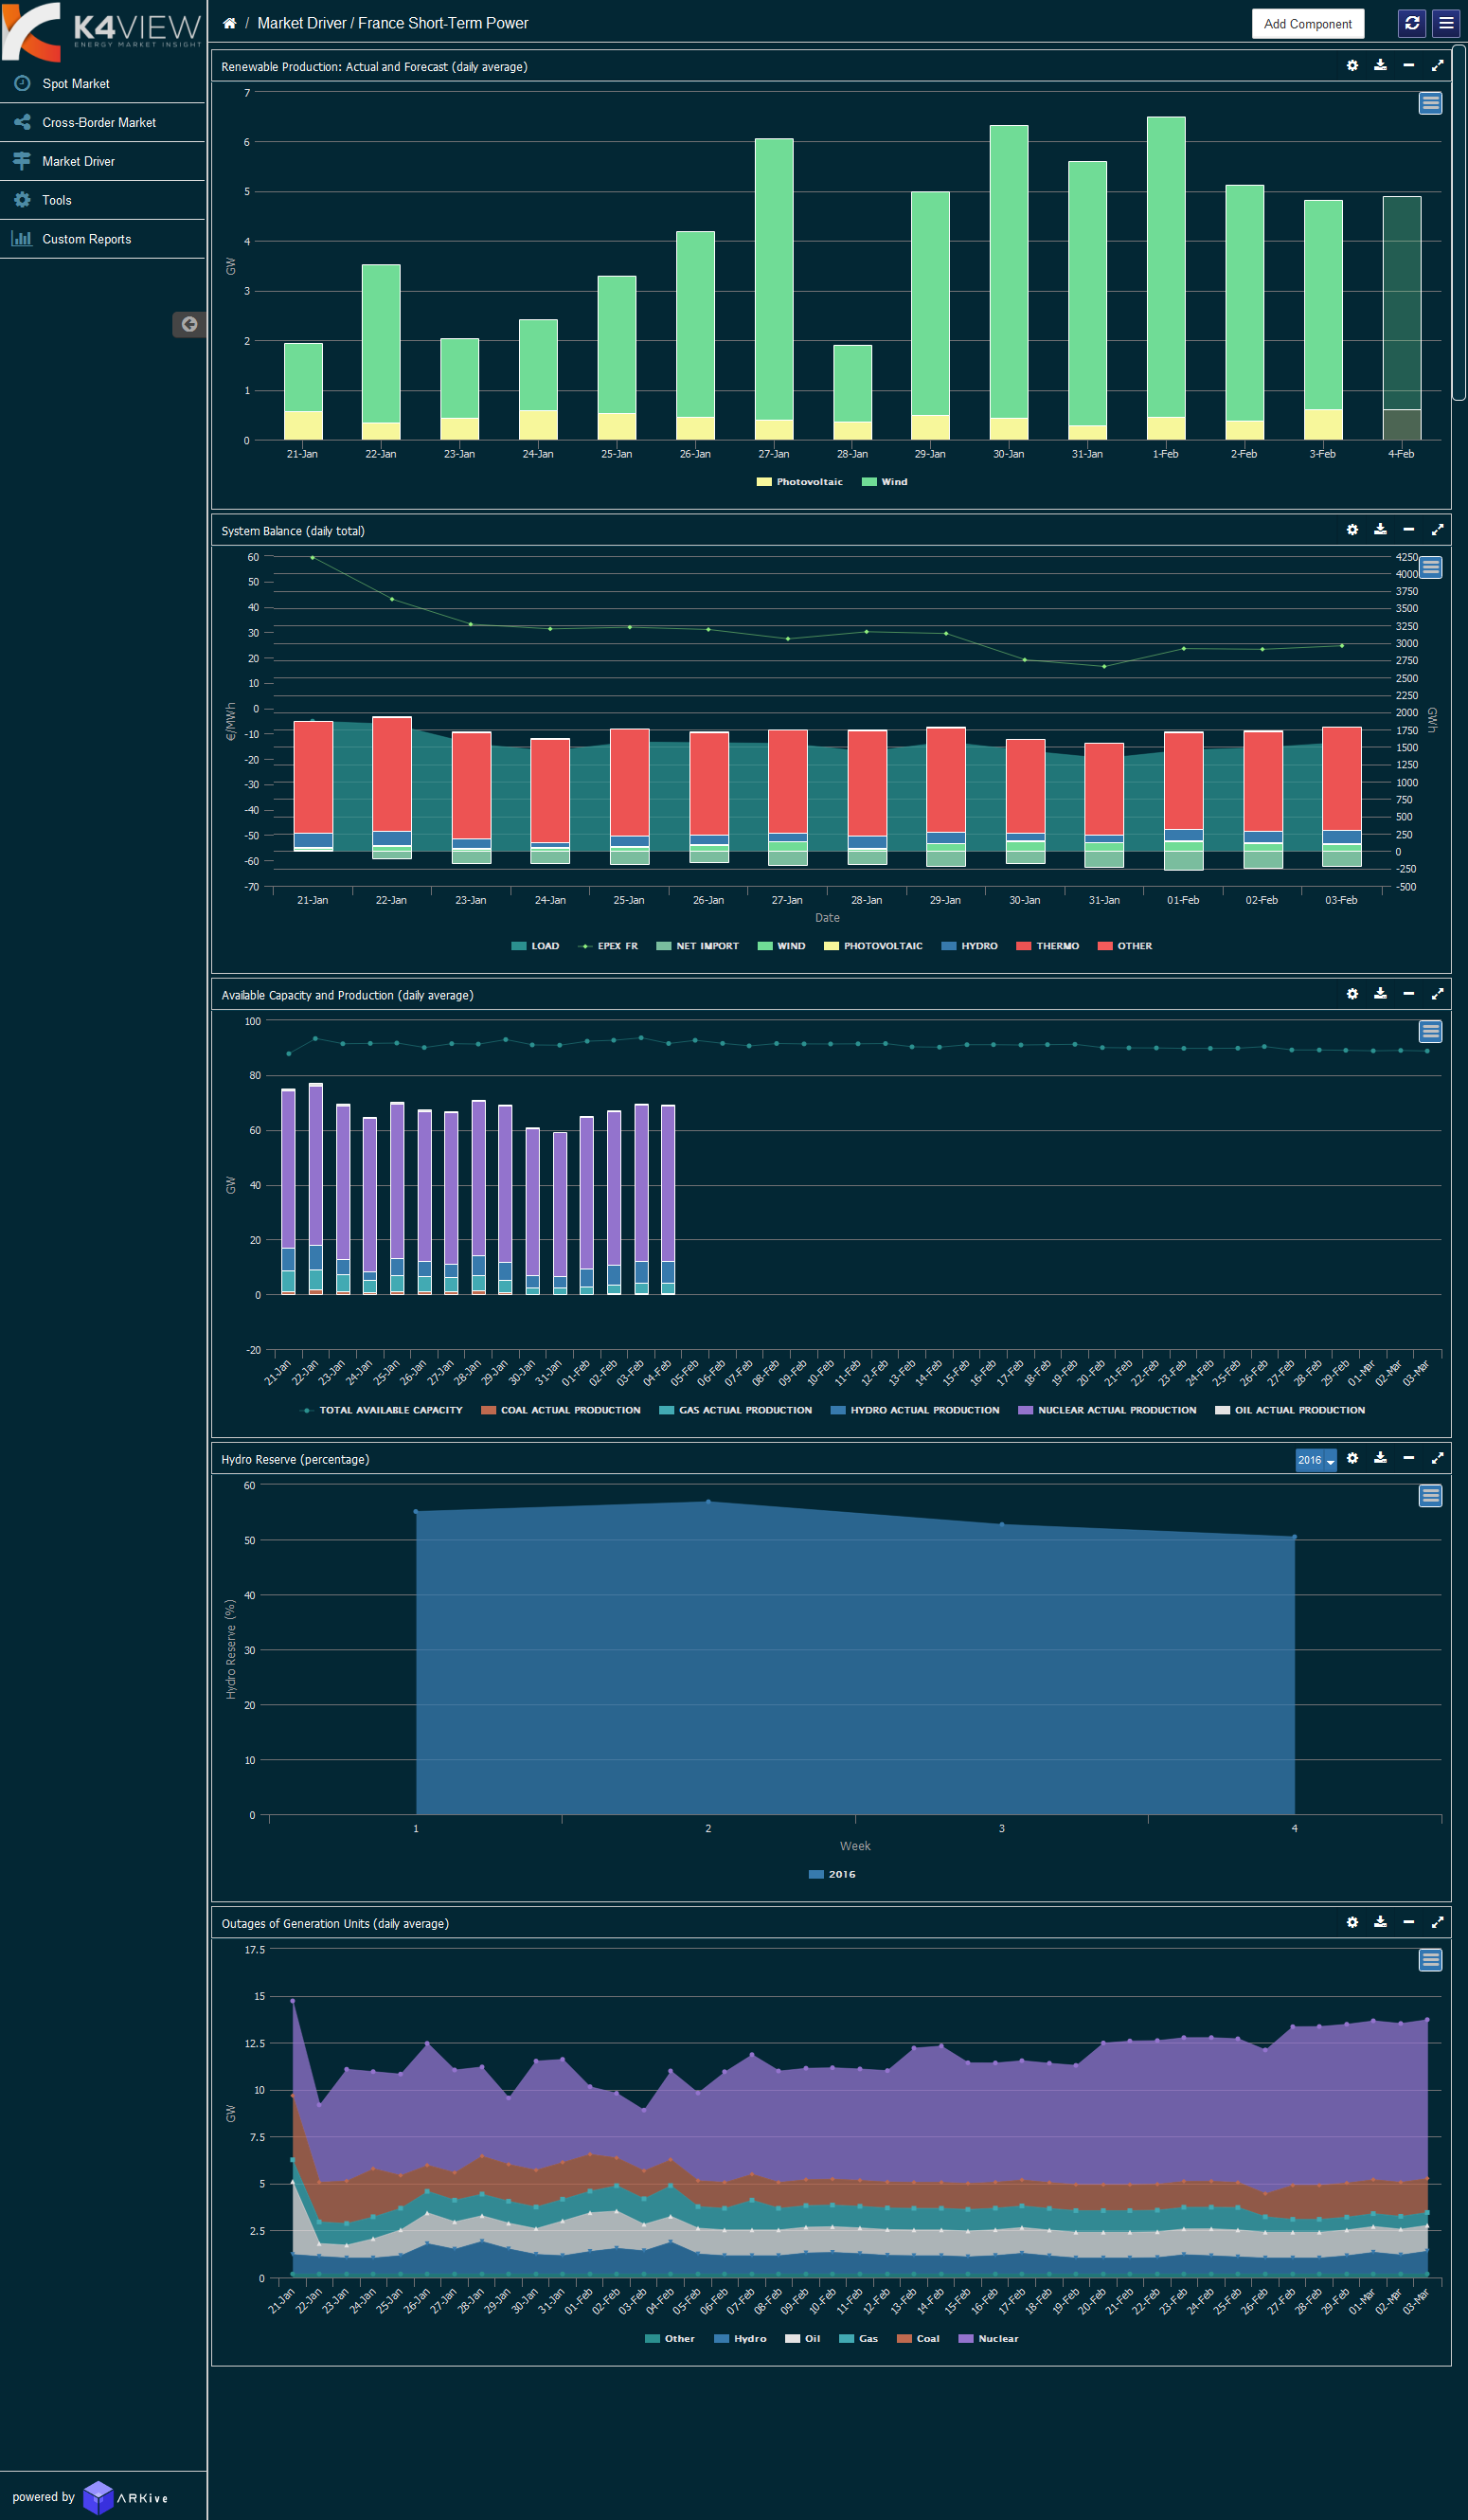 K4VIEW
ENERGY MARKET INSIGHT
/ Market Driver / France Short-Term Power
Add Component
Spot Market
Cross-Border Market
Market Driver
Tools
Custom Reports
Renewable Production: Actual and Forecast (daily average)
7
6
5
4
3
2
1
0
GW
21-Jan 22-Jan 23-Jan 24-Jan 25-Jan 26-Jan 27-Jan 28-Jan 29-Jan 30-Jan 31-Jan 1-Feb 2-Feb 3-Feb 4-Feb
Photovoltaic Wind
System Balance (daily total)
60
50
40
30
20
10
0
-10
-20
-30
-40
-50
-60
-70
€/MWh
4250
4000
3750
3500
3250
3000
2750
2500
2250
2000
1750
1500
1250
1000
750
500
250
0
-250
-500
GWh
21-Jan 22-Jan 23-Jan 24-Jan 25-Jan 26-Jan 27-Jan 28-Jan 29-Jan 30-Jan 31-Jan 01-Feb 02-Feb 03-Feb
Date
LOAD EPEX FR NET IMPORT WIND PHOTOVOLTAIC HYDRO THERMO OTHER
Available Capacity and Production (daily average)
100
80
60
40
20
0
-20
GW
21-Jan 22-Jan 23-Jan 24-Jan 25-Jan 26-Jan 27-Jan 28-Jan 29-Jan 30-Jan 31-Jan 01-Feb 02-Feb 03-Feb 04-Feb 05-Feb 06-Feb 07-Feb 08-Feb 09-Feb 10-Feb 11-Feb 12-Feb 13-Feb 14-Feb 15-Feb 16-Feb 17-Feb 18-Feb 19-Feb 20-Feb 21-Feb 22-Feb 23-Feb 24-Feb 25-Feb 26-Feb 27-Feb 28-Feb 29-Feb 01-Mar 02-Mar 03-Mar
TOTAL AVAILABLE CAPACITY COAL ACTUAL PRODUCTION GAS ACTUAL PRODUCTION HYDRO ACTUAL PRODUCTION NUCLEAR ACTUAL PRODUCTION OIL ACTUAL PRODUCTION
Hydro Reserve (percentage)
2016
60
50
40
30
20
10
0
Hydro Reserve (%)
1 2 3 4
Week
2016
Outages of Generation Units (daily average)
17.5
15
12.5
10
7.5
5
2.5
0
GW
21-Jan 22-Jan 23-Jan 24-Jan 25-Jan 26-Jan 27-Jan 28-Jan 29-Jan 30-Jan 31-Jan 01-Feb 02-Feb 03-Feb 04-Feb 05-Feb 06-Feb 07-Feb 08-Feb 09-Feb 10-Feb 11-Feb 12-Feb 13-Feb 14-Feb 15-Feb 16-Feb 17-Feb 18-Feb 19-Feb 20-Feb 21-Feb 22-Feb 23-Feb 24-Feb 25-Feb 26-Feb 27-Feb 28-Feb 29-Feb 01-Mar 02-Mar 03-Mar
Other Hydro Oil Gas Coal Nuclear
powered by ARKive